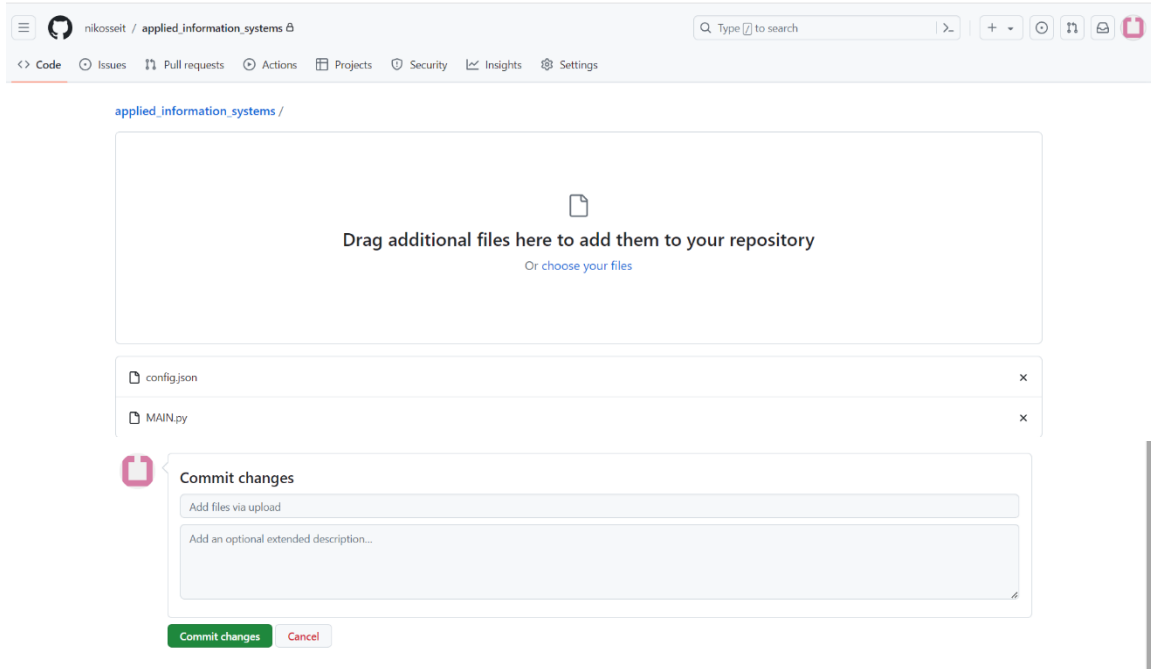 nikosseit / applied_information_systems
Type / to search
<> Code Issues Pull requests Actions Projects Security Insights Settings
applied_information_systems /
Drag additional files here to add them to your repository
Or choose your files
config.json
MAIN.py
Commit changes
Add files via upload
Add an optional extended description...
Commit changes Cancel